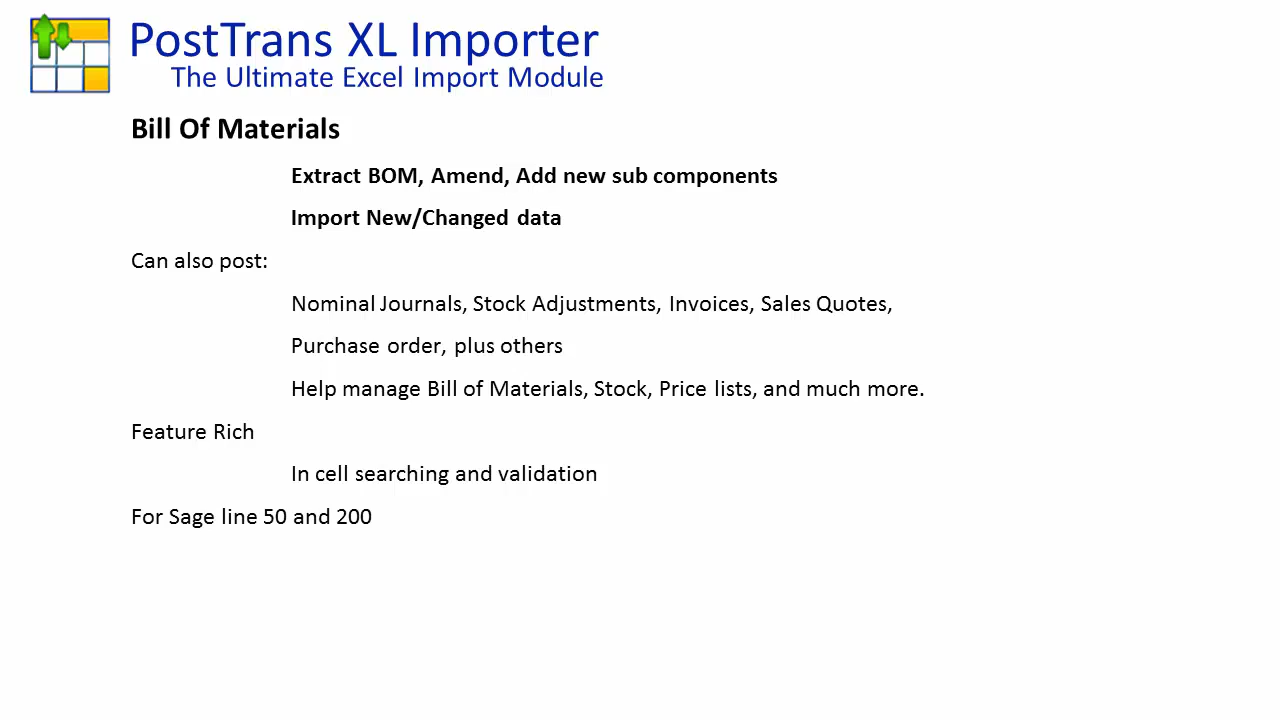 PostTrans XL Importer
The Ultimate Excel Import Module
Bill Of Materials
Extract BOM, Amend, Add new sub components
Import New/Changed data
Can also post:
Nominal Journals, Stock Adjustments, Invoices, Sales Quotes,
Purchase order, plus others
Help manage Bill of Materials, Stock, Price lists, and much more.
Feature Rich
In cell searching and validation
For Sage line 50 and 200